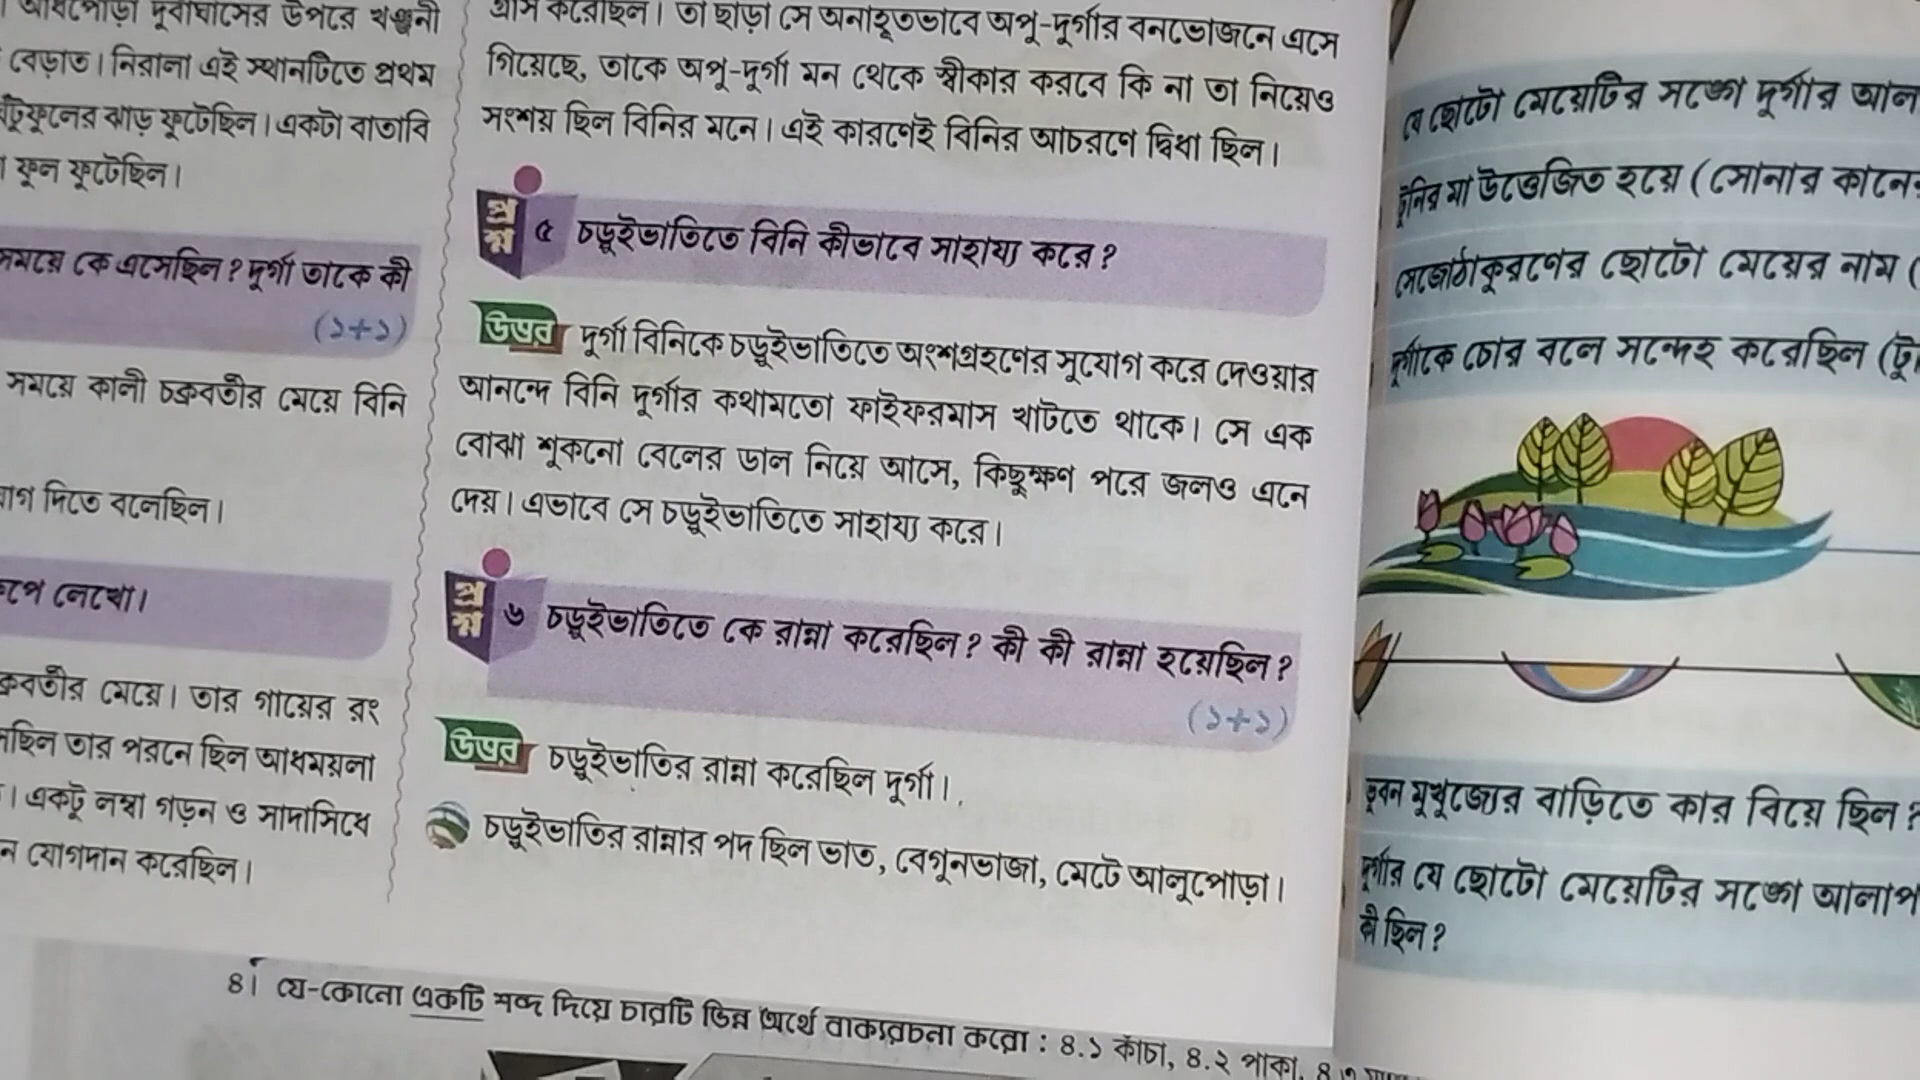 দুর্বাঘাসের উপরে খঞ্জনী
বেড়াত। নিরালা এই স্থানটিতে প্রথম
ঝাড় ফুটেছিল। একটা বাতাবি
ফুল ফুটেছিল।
সময়ে কে এসেছিল? দুর্গা তাকে কী
(১+১)
সময়ে কালী চক্রবর্তীর মেয়ে বিনি
দিতে বলেছিল।
লেখো।
মেয়ে। তার গায়ের রং
তার পরনে ছিল আধময়লা
। একটু লম্বা গড়ন ও সাদাসিধে
যোগদান করেছিল।
গ্রাস করেছিল। তা ছাড়া সে অনাহূতভাবে অপু-দুর্গার বনভোজনে এসে
গিয়েছে, তাকে অপু-দুর্গা মন থেকে স্বীকার করবে কি না তা নিয়েও
সংশয় ছিল বিনির মনে। এই কারণেই বিনির আচরণে দ্বিধা ছিল।
প্রশ্ন ৫ চড়ুইভাতিতে বিনি কীভাবে সাহায্য করে?
উত্তর দুর্গা বিনিকে চড়ুইভাতিতে অংশগ্রহণের সুযোগ করে দেওয়ার
আনন্দে বিনি দুর্গার কথামতো ফাইফরমাস খাটতে থাকে। সে এক
বোঝা শুকনো বেলের ডাল নিয়ে আসে, কিছুক্ষণ পরে জলও এনে
দেয়। এভাবে সে চড়ুইভাতিতে সাহায্য করে।
প্রশ্ন ৬ চড়ুইভাতিতে কে রান্না করেছিল? কী কী রান্না হয়েছিল?
(১+১)
উত্তর চড়ুইভাতির রান্না করেছিল দুর্গা।
চড়ুইভাতির রান্নার পদ ছিল ভাত, বেগুনভাজা, মেটে আলুপোড়া।
৪। যে-কোনো একটি শব্দ দিয়ে চারটি ভিন্ন অর্থে বাক্যরচনা করো : ৪.১ কাঁচা, ৪.২ পাকা,
যে ছোটো মেয়েটির সঙ্গে দুর্গার
টুনির মা উত্তেজিত হয়ে (সোনার
সেজোঠাকুরণের ছোটো মেয়ের নাম (
দুর্গাকে চোর বলে সন্দেহ করেছিল
ভুবন মুখুজ্যের বাড়িতে কার বিয়ে ছিল?
দুর্গার যে ছোটো মেয়েটির সঙ্গে
কী ছিল?